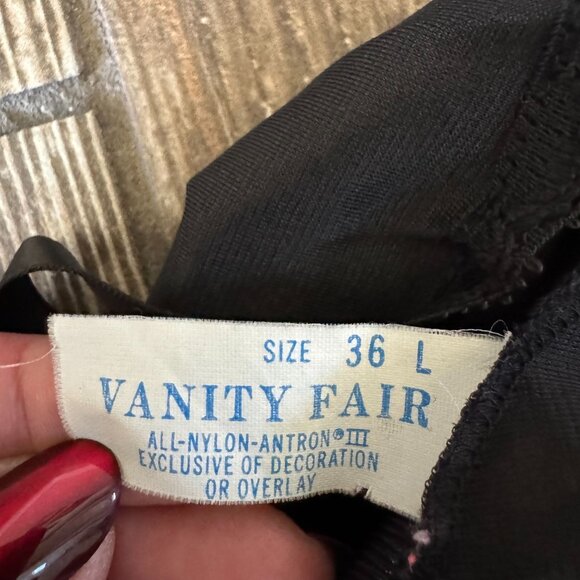 SIZE 36 L
VANITY FAIR
ALL-NYLON-ANTRON®III
EXCLUSIVE OF DECORATION
OR OVERLAY